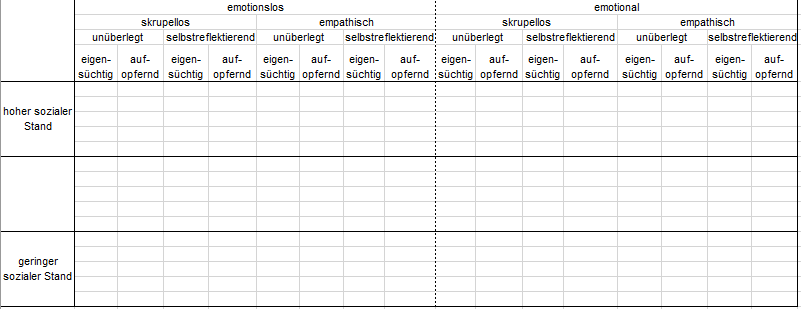 emotionslos emotional
skrupellos empathisch skrupellos empathisch
unüberlegt selbstreflektierend unüberlegt selbstreflektierend unüberlegt selbstreflektierend unüberlegt selbstreflektierend
eigen- auf- eigen- auf- eigen- auf- eigen- auf- eigen- auf- eigen- auf- eigen- auf- eigen- auf-
süchtig opfernd süchtig opfernd süchtig opfernd süchtig opfernd süchtig opfernd süchtig opfernd süchtig opfernd süchtig opfernd
hoher sozialer
Stand
geringer
sozialer Stand